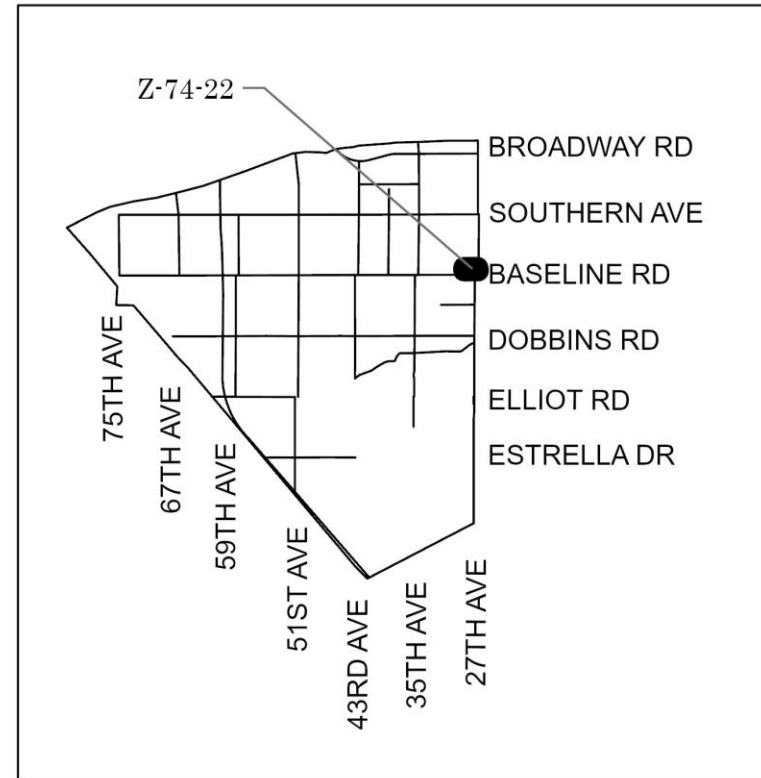 Z-74-22
BROADWAY RD
SOUTHERN AVE
BASELINE RD
DOBBINS RD
ELLIOT RD
ESTRELLA DR
75TH AVE
67TH AVE
59TH AVE
51ST AVE
43RD AVE
35TH AVE
27TH AVE